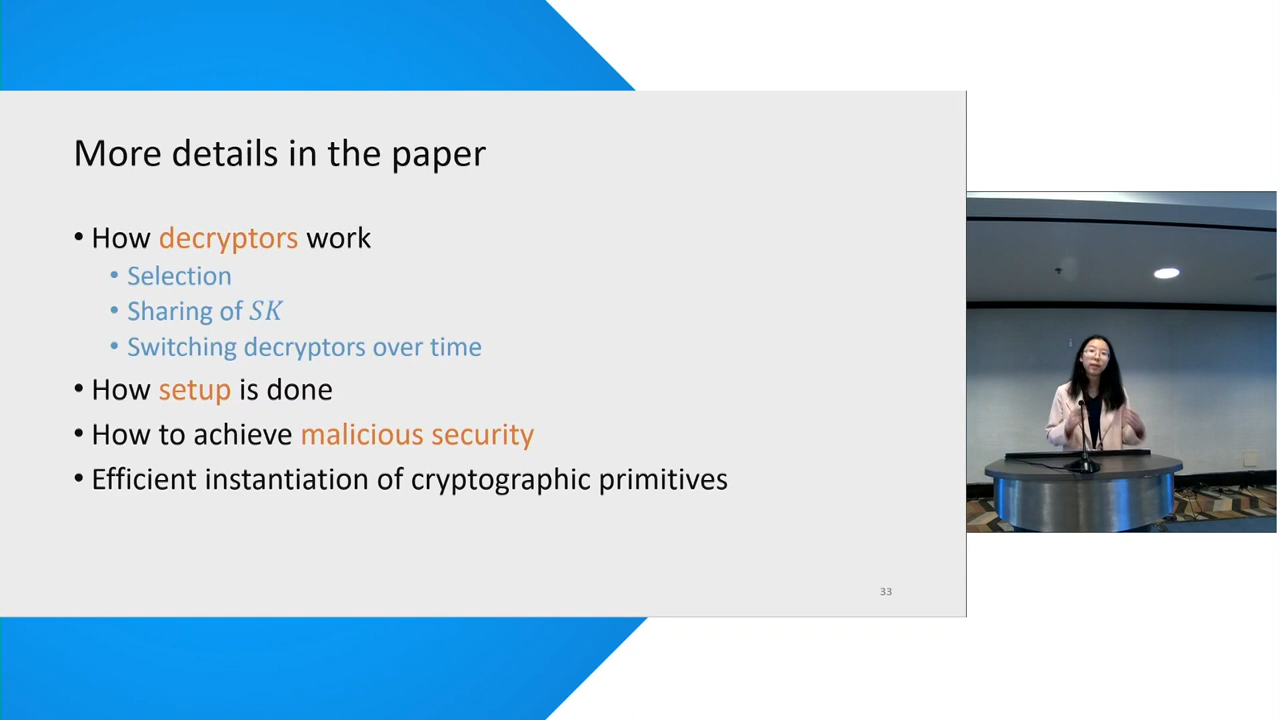 More details in the paper
• How decryptors work
• Selection
• Sharing of SK
• Switching decryptors over time
• How setup is done
• How to achieve malicious security
• Efficient instantiation of cryptographic primitives
33